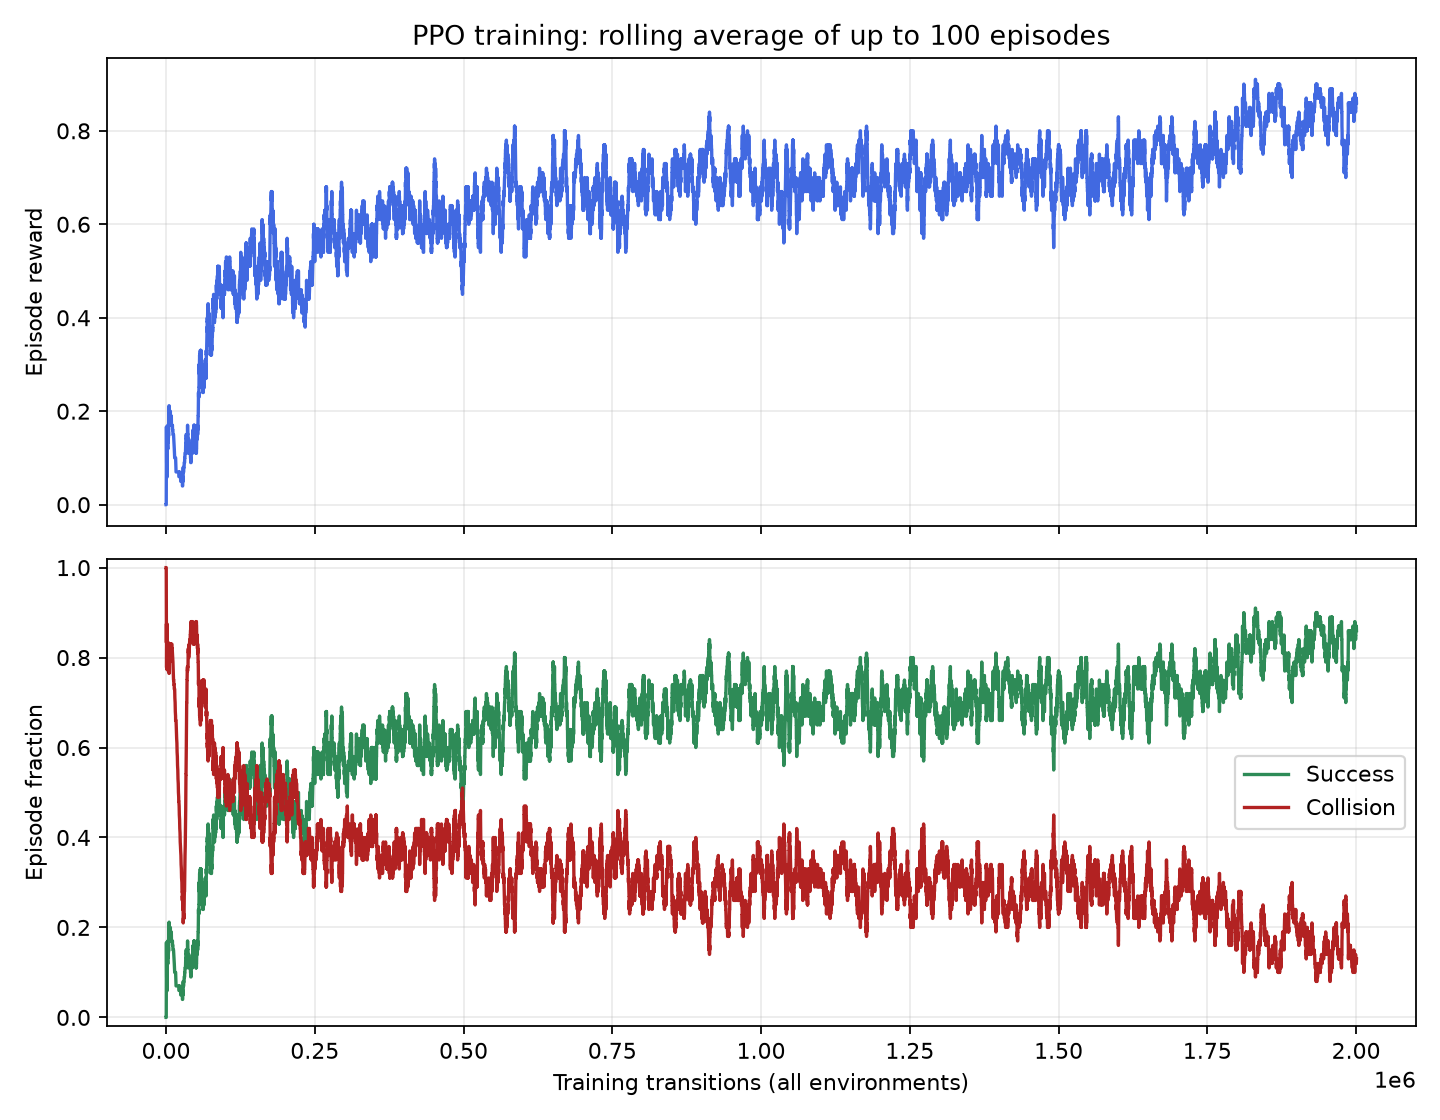 PPO training: rolling average of up to 100 episodes
Episode reward
0.8
0.6
0.4
0.2
0.0
Episode fraction
1.0
0.8
0.6
0.4
0.2
0.0
Success
Collision
0.00 0.25 0.50 0.75 1.00 1.25 1.50 1.75 2.00
1e6
Training transitions (all environments)